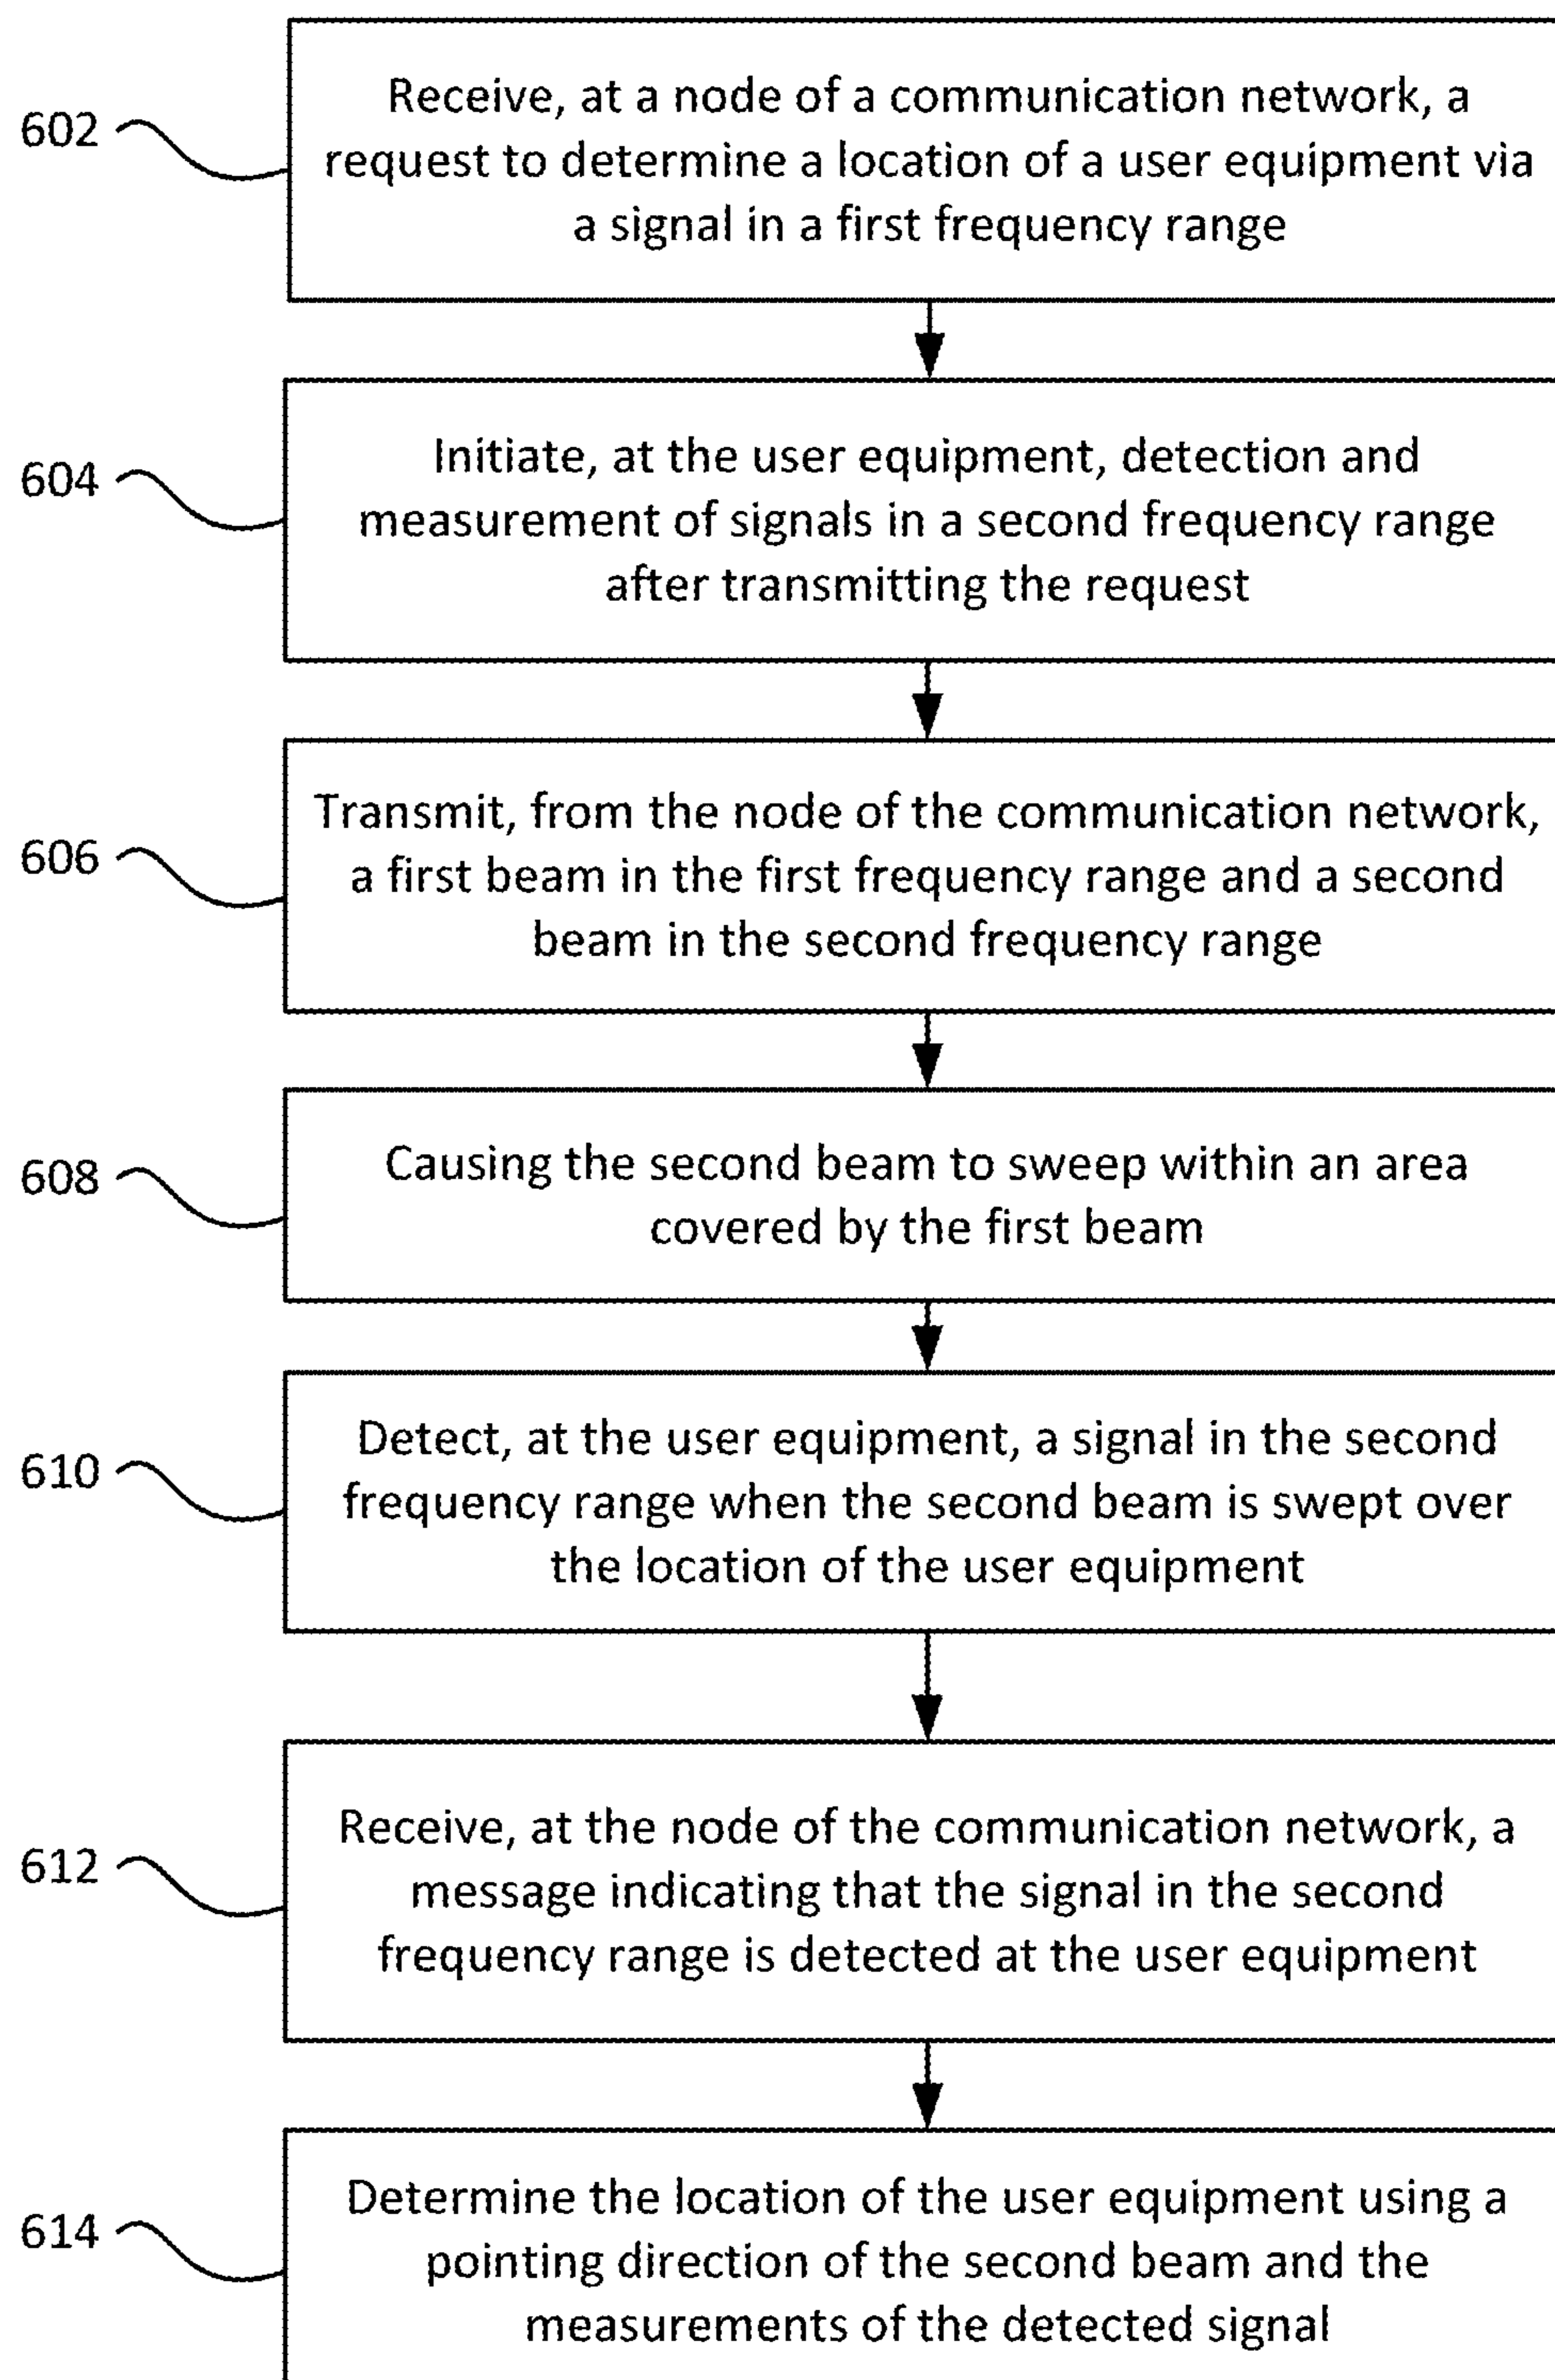 602
Receive, at a node of a communication network, a
request to determine a location of a user equipment via
a signal in a first frequency range
604
Initiate, at the user equipment, detection and
measurement of signals in a second frequency range
after transmitting the request
606
Transmit, from the node of the communication network,
a first beam in the first frequency range and a second
beam in the second frequency range
608
Causing the second beam to sweep within an area
covered by the first beam
610
Detect, at the user equipment, a signal in the second
frequency range when the second beam is swept over
the location of the user equipment
612
Receive, at the node of the communication network, a
message indicating that the signal in the second
frequency range is detected at the user equipment
614
Determine the location of the user equipment using a
pointing direction of the second beam and the
measurements of the detected signal